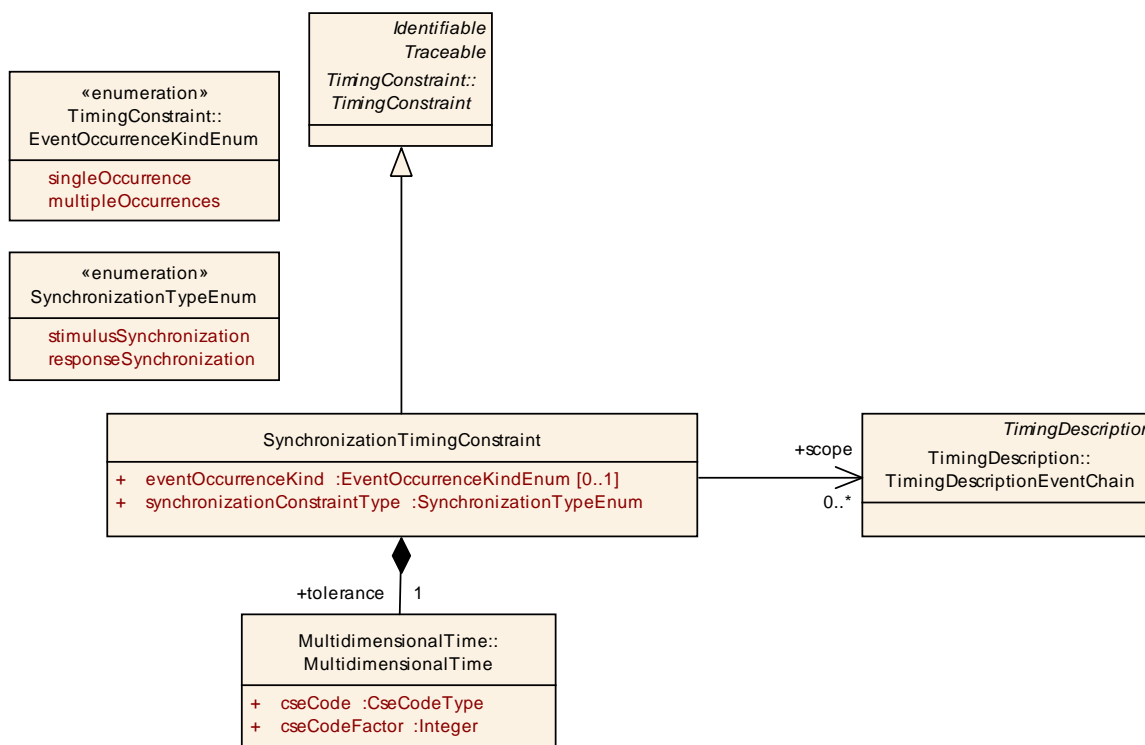 Identifiable
Traceable
TimingConstraint::
TimingConstraint
«enumeration»
TimingConstraint::
EventOccurrenceKindEnum
singleOccurrence
multipleOccurrences
«enumeration»
SynchronizationTypeEnum
stimulusSynchronization
responseSynchronization
SynchronizationTimingConstraint
+ eventOccurrenceKind :EventOccurrenceKindEnum [0..1]
+ synchronizationConstraintType :SynchronizationTypeEnum
+scope
0..*
TimingDescription
TimingDescription::
TimingDescriptionEventChain
+tolerance 1
MultidimensionalTime::
MultidimensionalTime
+ cseCode :CseCodeType
+ cseCodeFactor :Integer